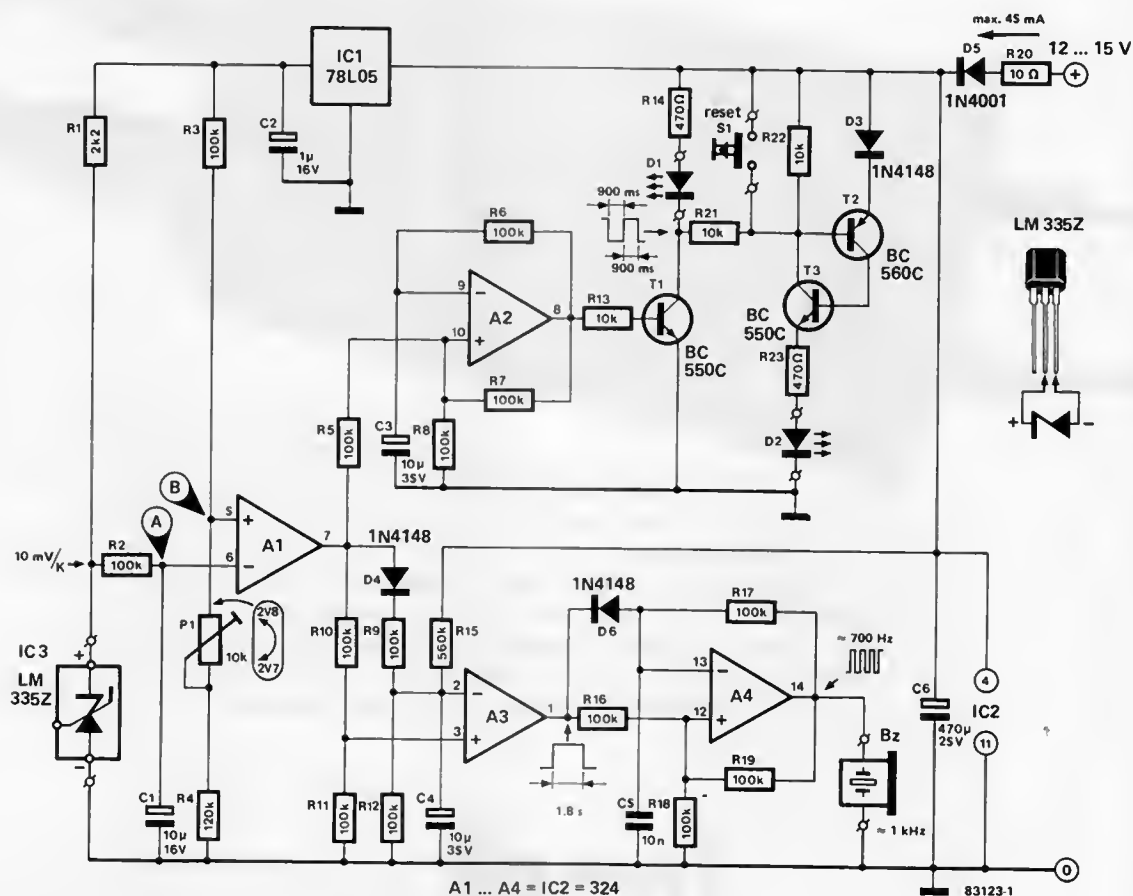 max. 45 mA
IC1
78L05
D5
R20
10 Ω
12 ... 15 V
+
1N4001
R1
2k2
R3
100k
C2
1µ
16V
R14
470Ω
reset
S1
R22
10k
D3
1N4148
D1
900 ms
900 ms
R21
10k
T2
BC
560C
LM 335Z
R6
100k
9
−
A2
8
10
+
R13
10k
T1
BC
550C
T3
BC
550C
R23
470Ω
+
−
R7
100k
R5
100k
C3
10µ
35V
R8
100k
D2
B
A
5
+
A1
7
6
−
10 mV/K
R2
100k
1N4148
D4
P1
10k
2V8
2V7
IC3
LM
335Z
+
−
R10
100k
R9
100k
R15
560k
1N4148
D6
R17
100k
≈ 700 Hz
2
−
A3
1
3
+
R16
100k
13
−
A4
14
12
+
4
IC2
11
C6
470µ
25V
Bz
≈ 1 kHz
1.8 s
R19
100k
C1
10µ
16V
R4
120k
R11
100k
R12
100k
C4
10µ
35V
C5
10n
R18
100k
0
A1 ... A4 = IC2 = 324
83123-1